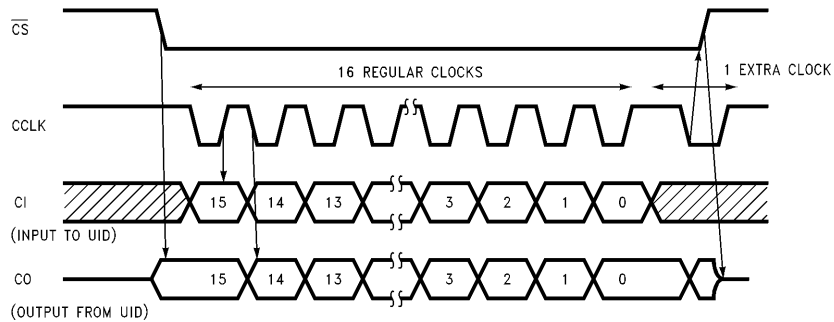 CS
16 REGULAR CLOCKS
1 EXTRA CLOCK
CCLK
CI 15 14 13 3 2 1 0
(INPUT TO UID)
CO 15 14 13 3 2 1 0
(OUTPUT FROM UID)